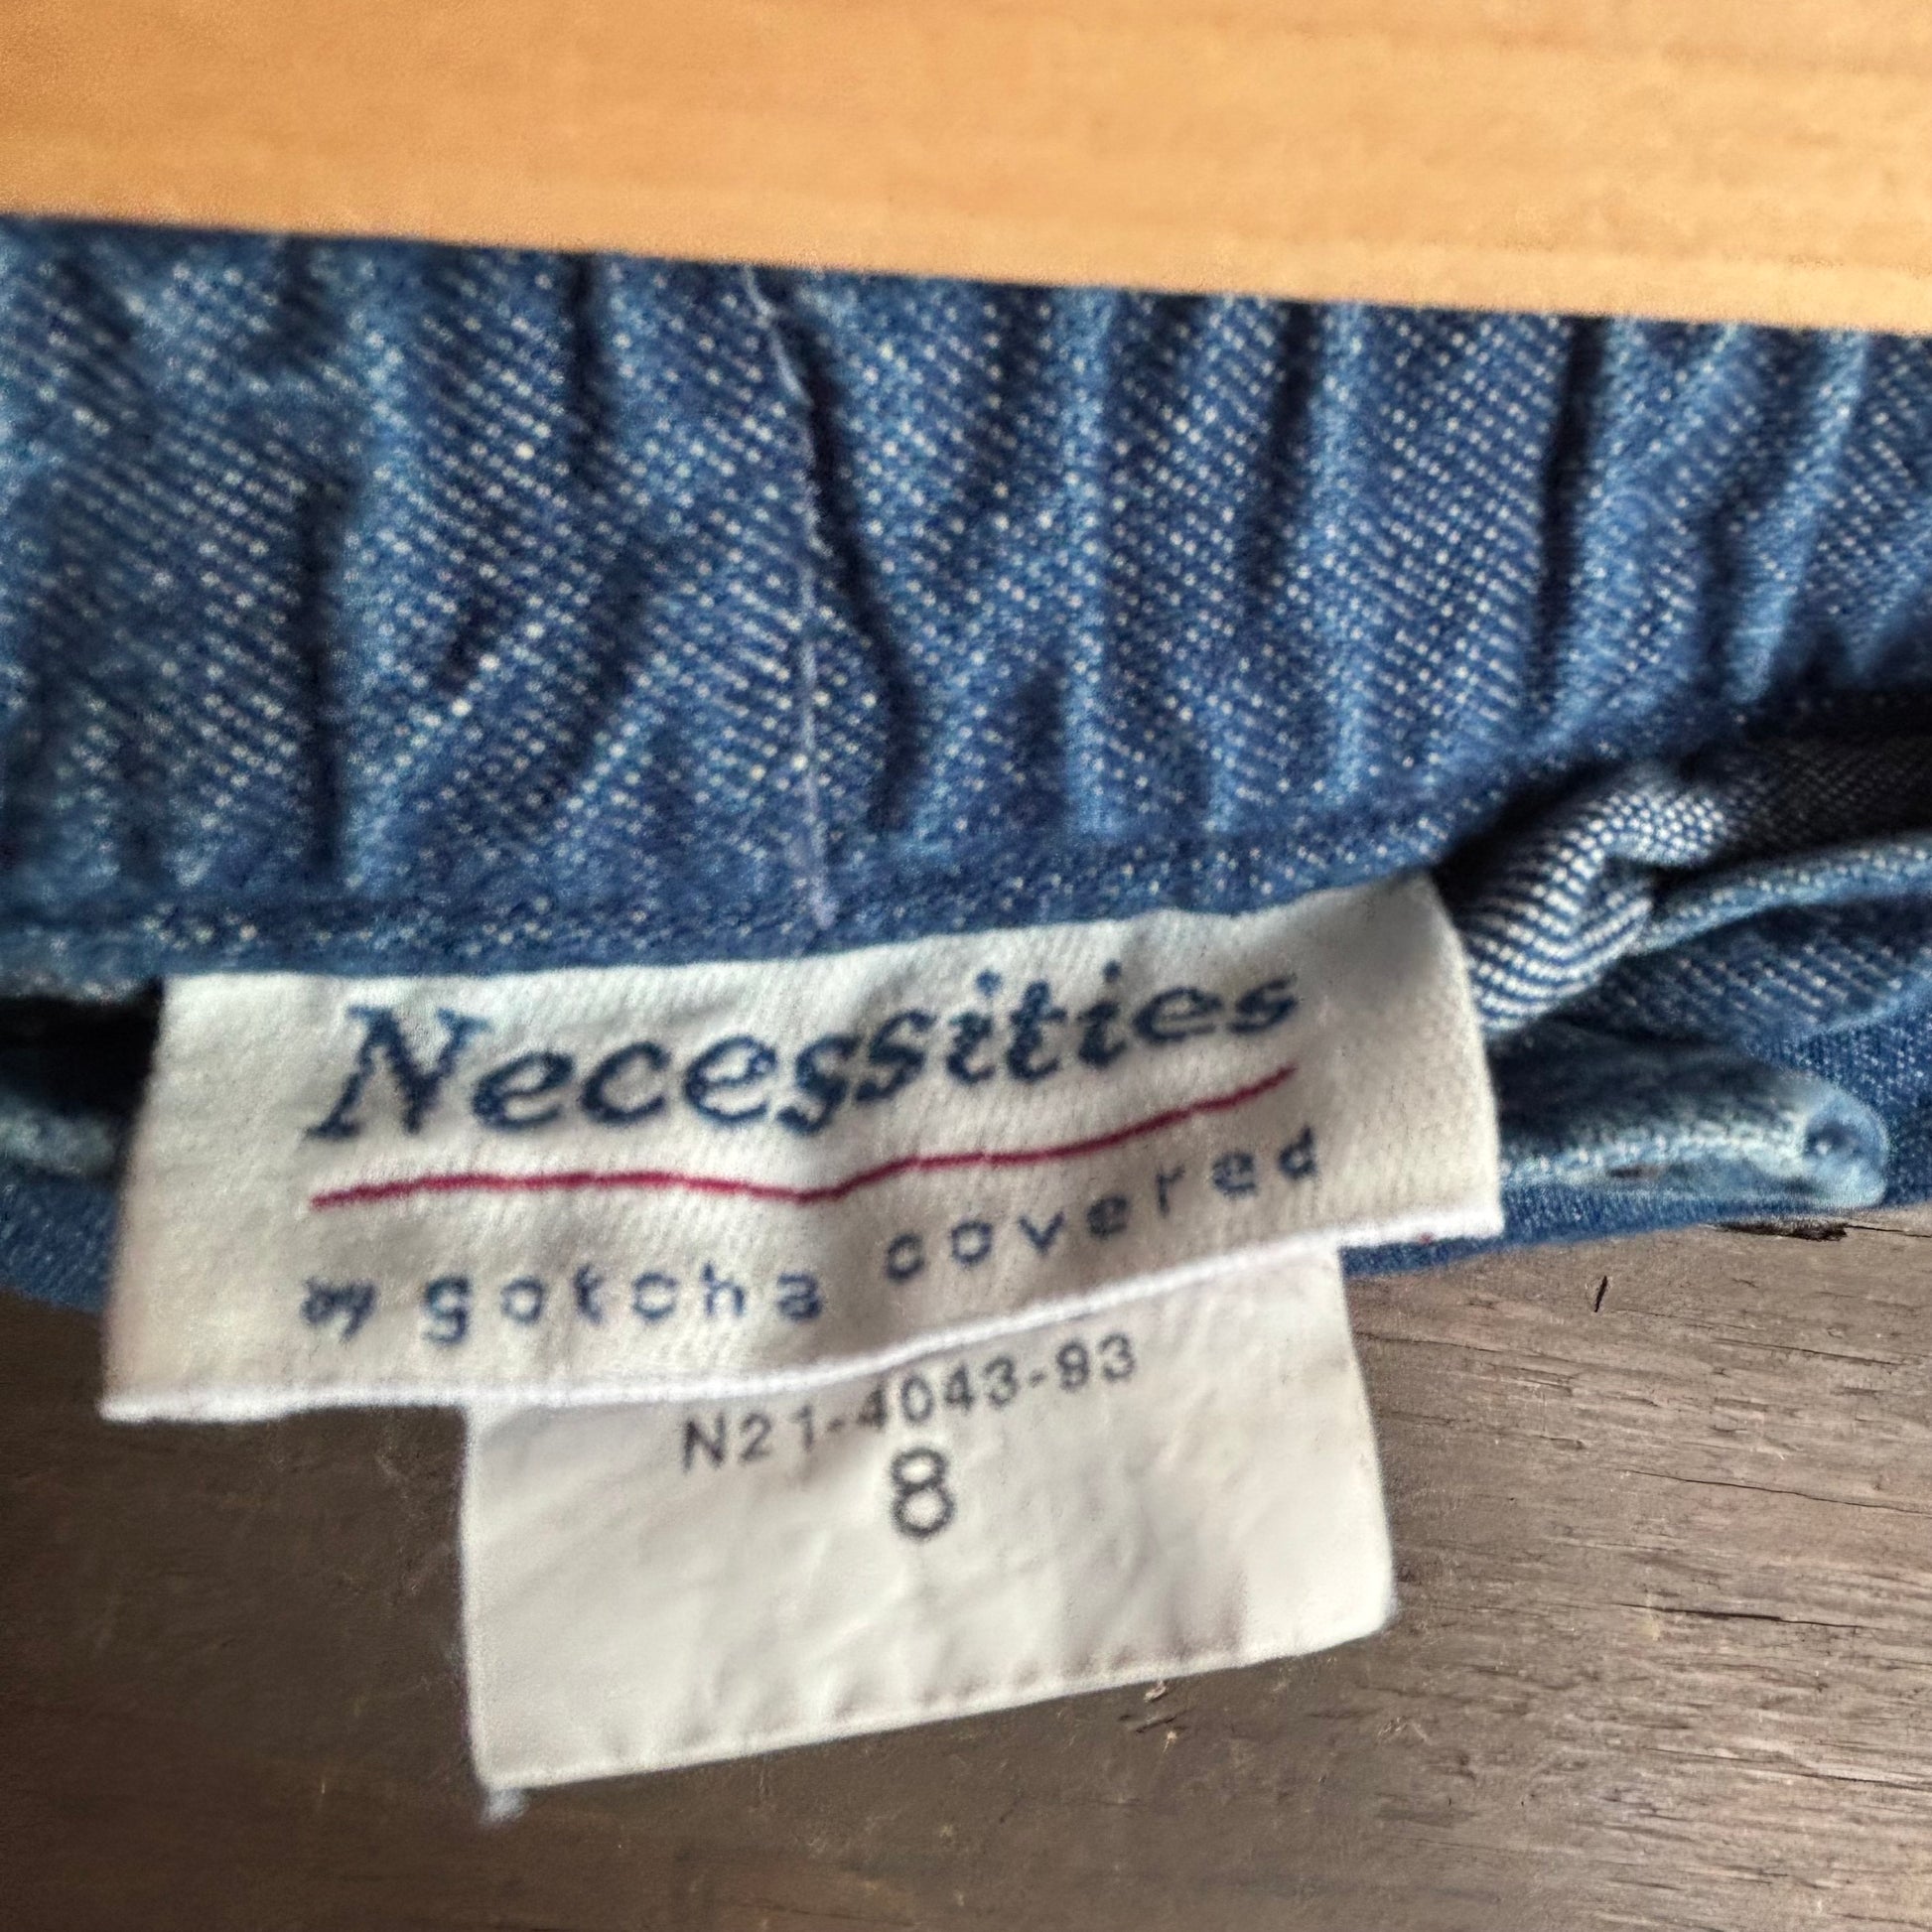 Necessities
by gotcha covered
N21-4043-93
8